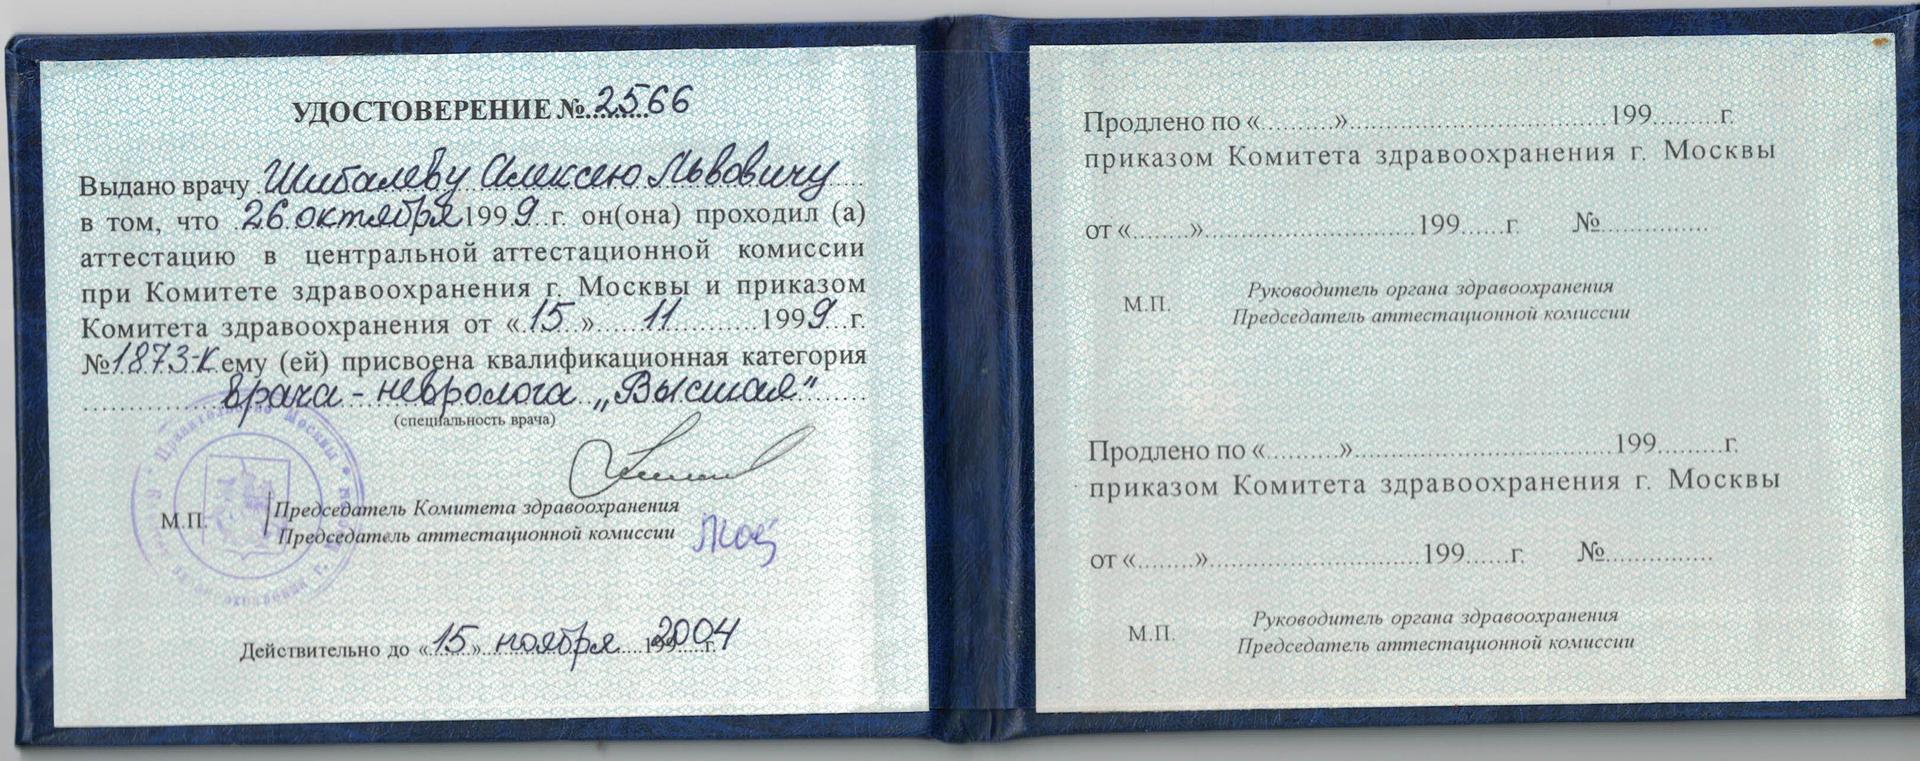 УДОСТОВЕРЕНИЕ №.2566
Выдано врачу Шибалеву Алексею Львовичу
в том, что 26 октября 1999 г. он(она) проходил (а)
аттестацию в центральной аттестационной комиссии
при Комитете здравоохранения г. Москвы и приказом
Комитета здравоохранения от «15» 11 1999 г.
№1873-К ему (ей) присвоена квалификационная категория
врача-невролога „Высшая"
(специальность врача)
М.П. Председатель Комитета здравоохранения
Председатель аттестационной комиссии
Действительно до «15» ноября 199 2004 г.
Продлено по «.........»................................199........г.
приказом Комитета здравоохранения г. Москвы
от «.......»..........................199......г. №..............
М.П. Руководитель органа здравоохранения
Председатель аттестационной комиссии
Продлено по «.........»................................199........г.
приказом Комитета здравоохранения г. Москвы
от «.......»..........................199......г. №..............
М.П. Руководитель органа здравоохранения
Председатель аттестационной комиссии